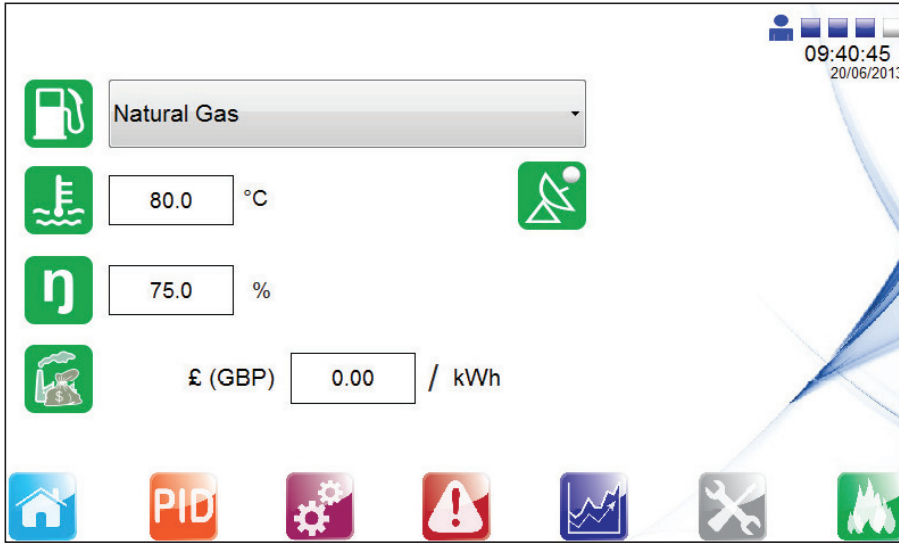 09:40:45
20/06/2013
Natural Gas
80.0 °C
η
75.0 %
$
£ (GBP) 0.00 / kWh
PID
!